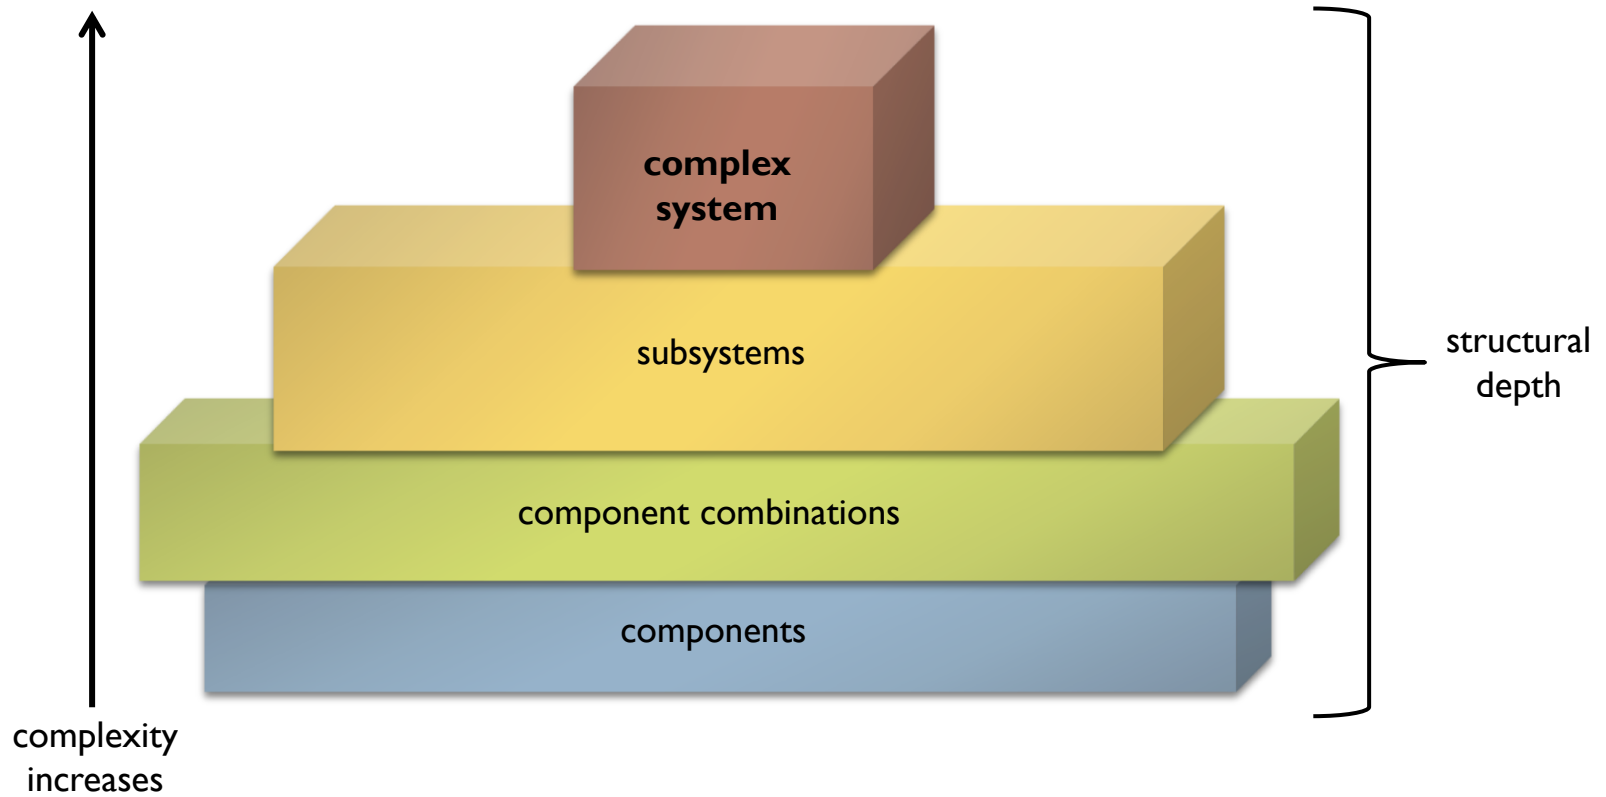 complex
system
subsystems
component combinations
components
structural
depth
complexity
increases